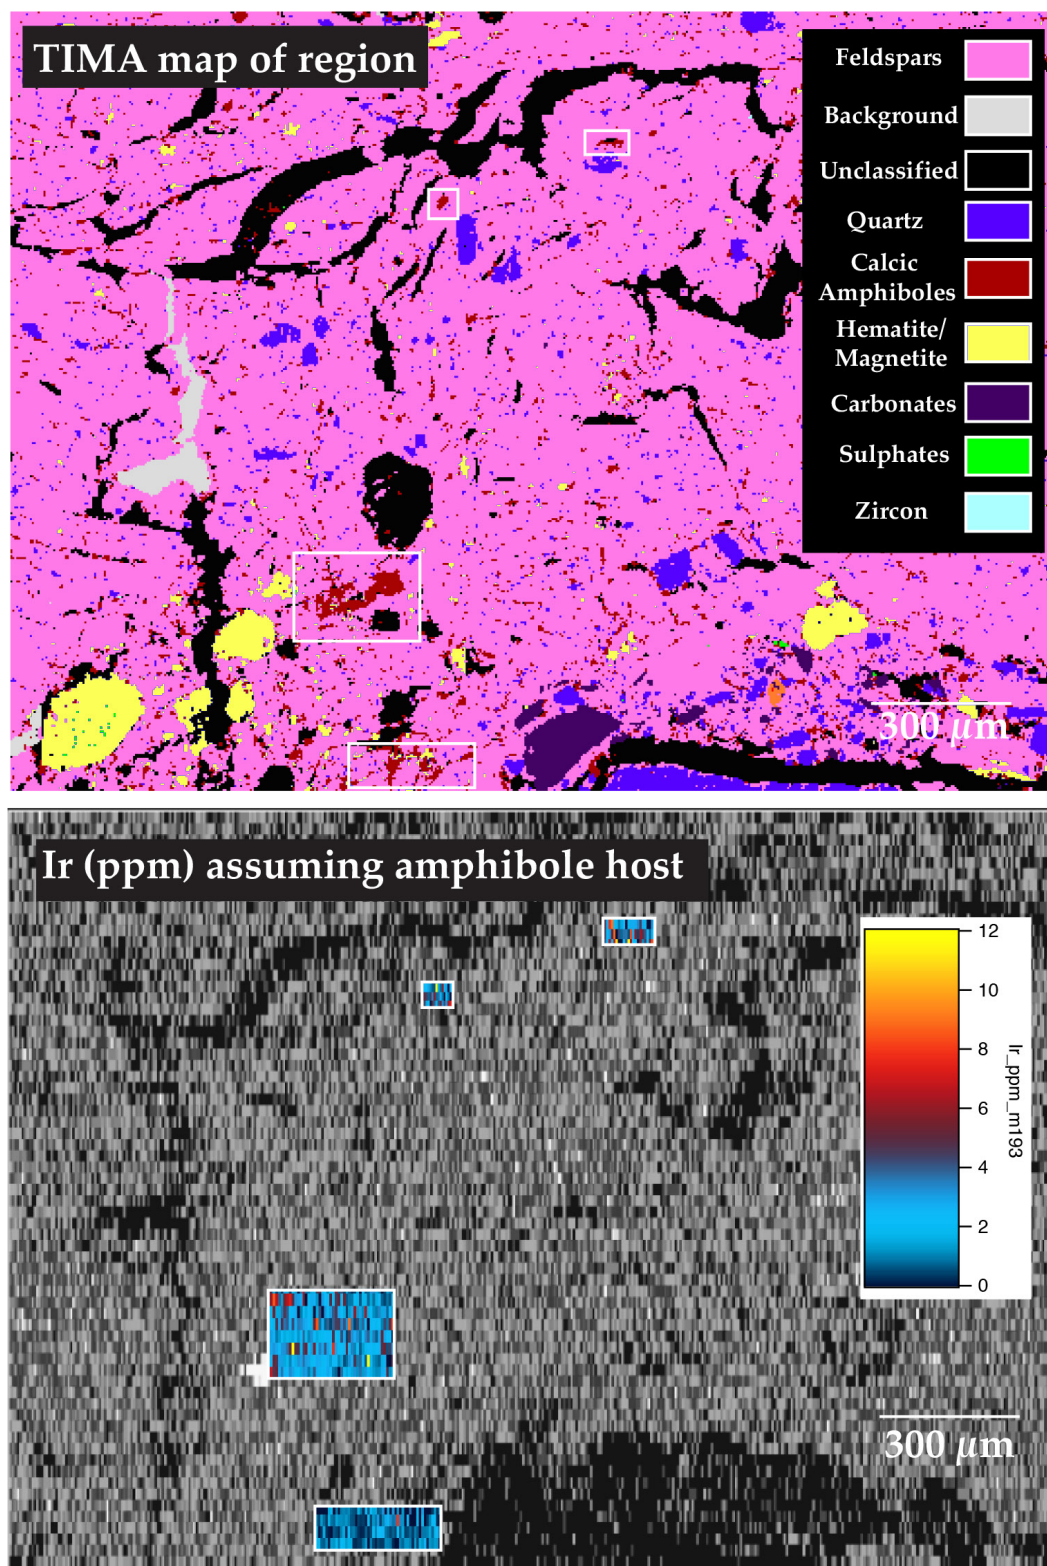 TIMA map of region
Feldspars
Background
Unclassified
Quartz
Calcic
Amphiboles
Hematite/
Magnetite
Carbonates
Sulphates
Zircon
300 μm
Ir (ppm) assuming amphibole host
12
10
8
6
4
2
0
Ir_ppm_m193
300 μm